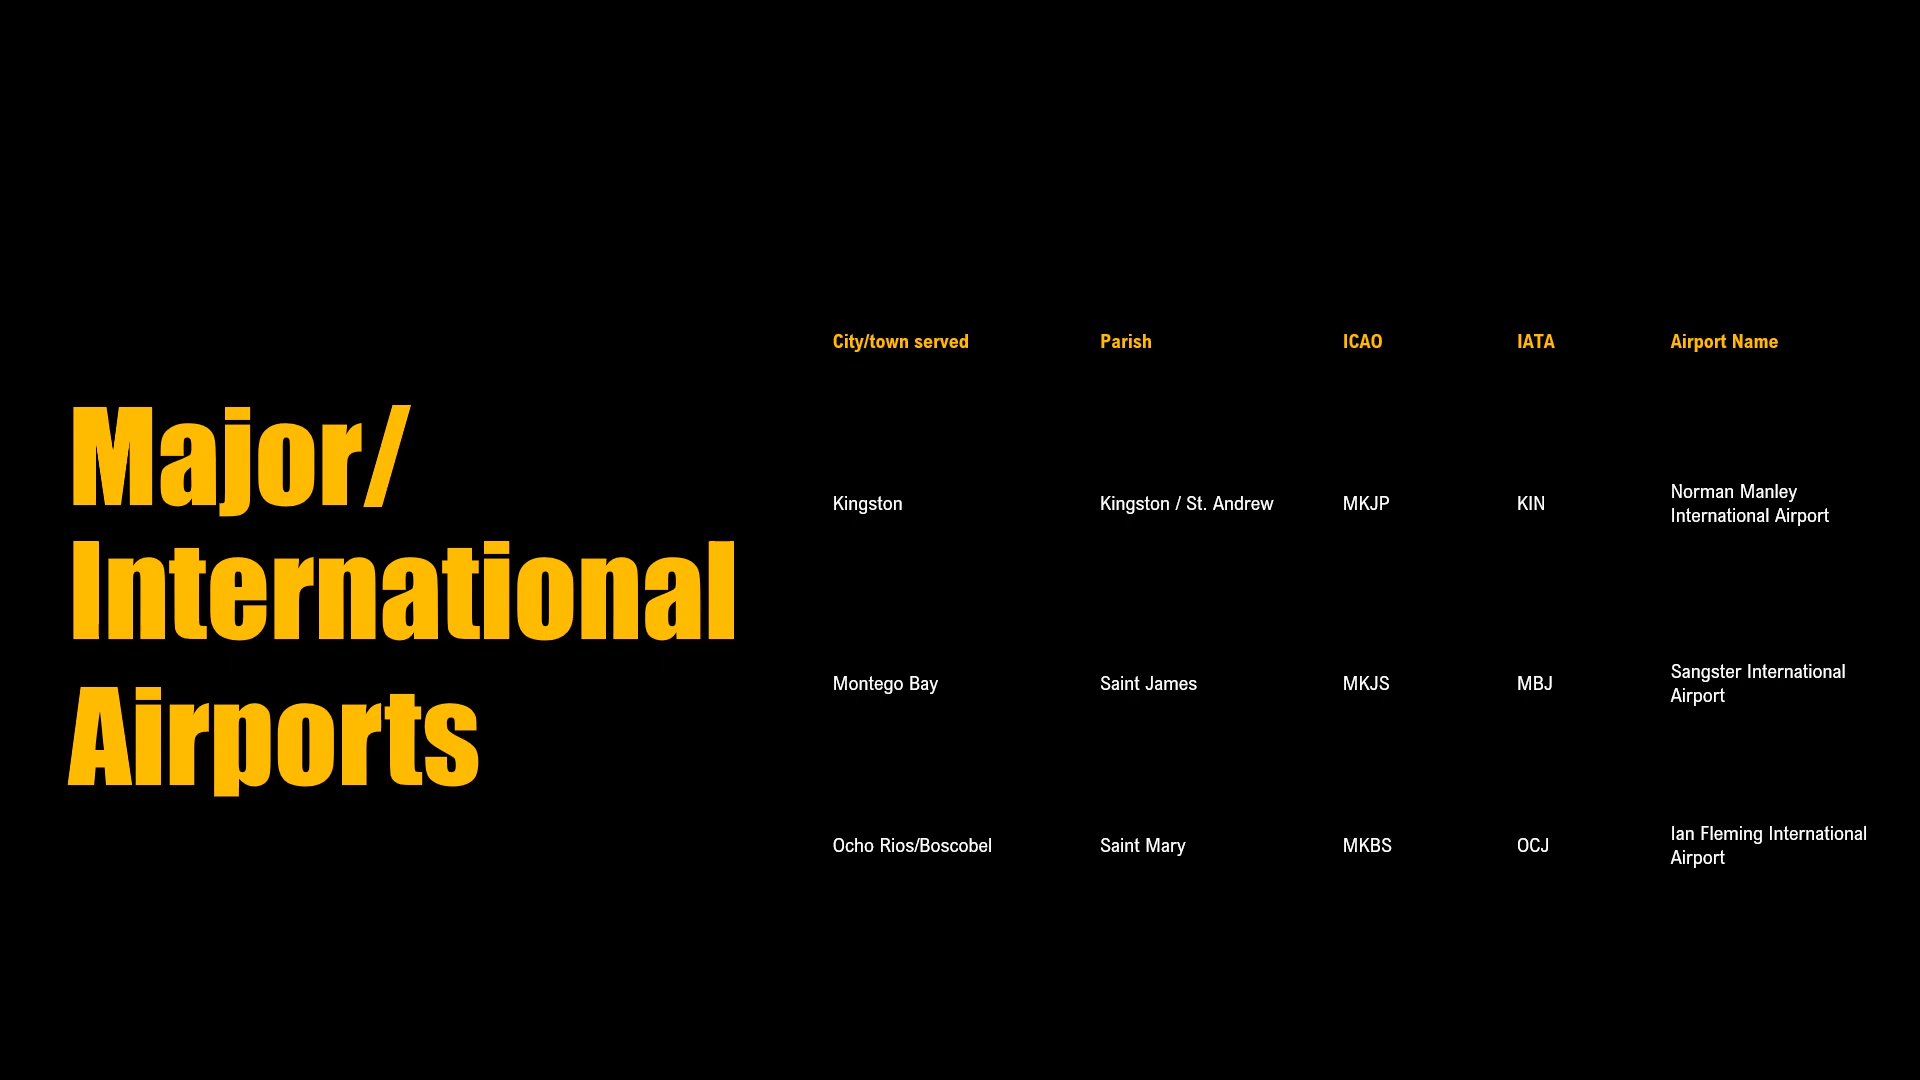 Major/
International
Airports
City/town served Parish ICAO IATA Airport Name
Kingston Kingston / St. Andrew MKJP KIN Norman Manley
International Airport
Montego Bay Saint James MKJS MBJ Sangster International
Airport
Ocho Rios/Boscobel Saint Mary MKBS OCJ Ian Fleming International
Airport